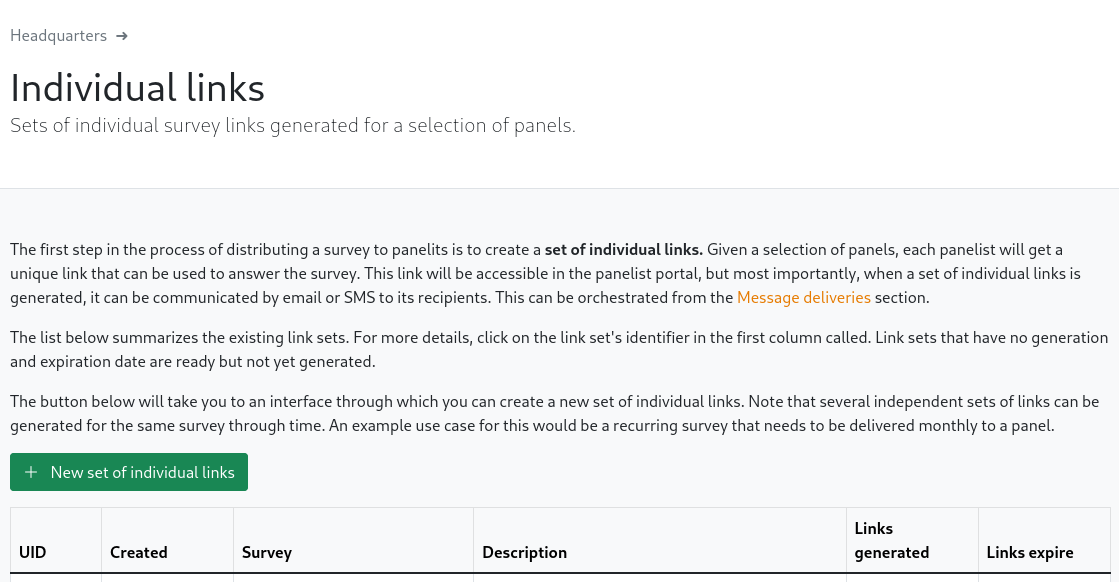 Headquarters ➔
Individual links
Sets of individual survey links generated for a selection of panels.
The first step in the process of distributing a survey to panelits is to create a set of individual links. Given a selection of panels, each panelist will get a
unique link that can be used to answer the survey. This link will be accessible in the panelist portal, but most importantly, when a set of individual links is
generated, it can be communicated by email or SMS to its recipients. This can be orchestrated from the Message deliveries section.
The list below summarizes the existing link sets. For more details, click on the link set's identifier in the first column called. Link sets that have no generation
and expiration date are ready but not yet generated.
The button below will take you to an interface through which you can create a new set of individual links. Note that several independent sets of links can be
generated for the same survey through time. An example use case for this would be a recurring survey that needs to be delivered monthly to a panel.
+ New set of individual links
UID Created Survey Description Links generated Links expire